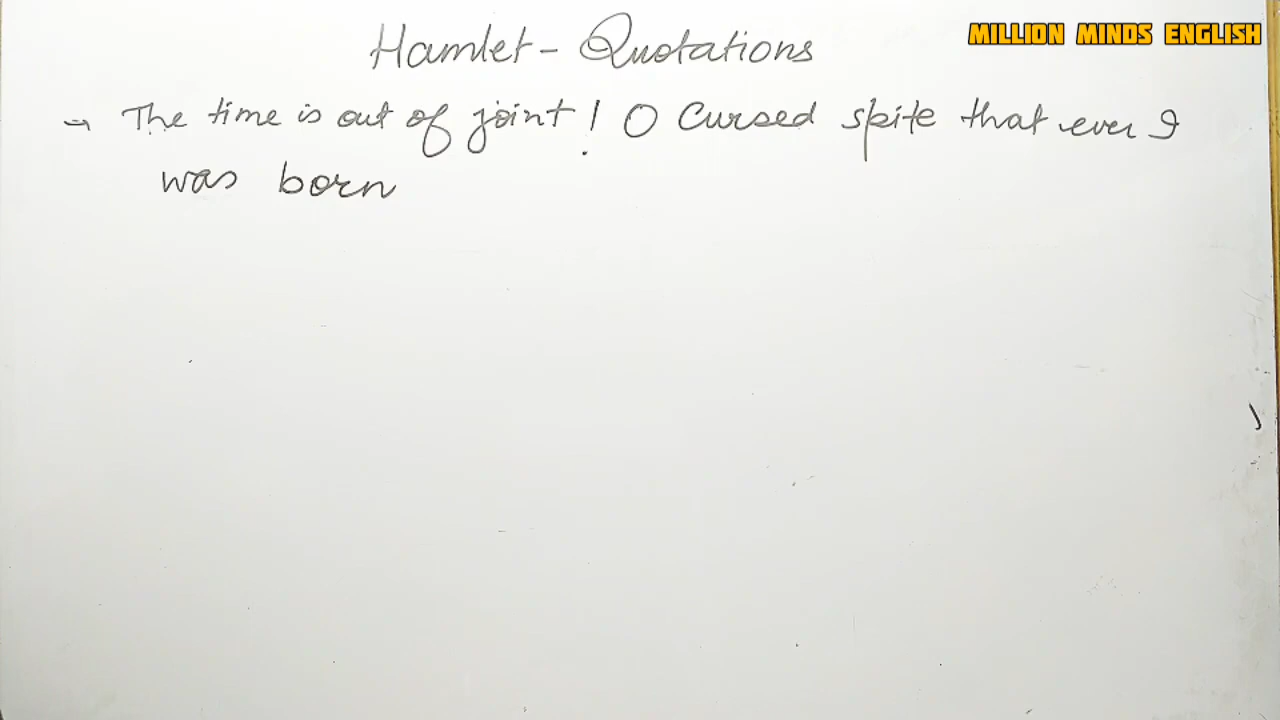 MILLION MINDS ENGLISH
Hamlet - Quotations
→ The time is out of joint! O Cursed spite that ever I
was born